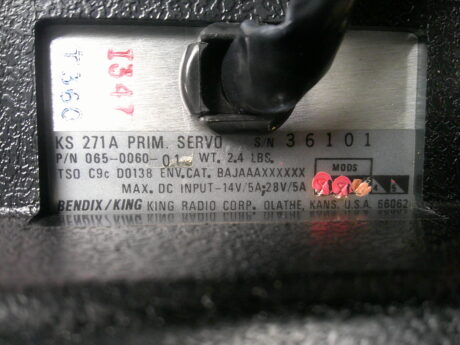 1347
KS 271A PRIM. SERVO S/N 36101
P/N 065-0060-01 WT. 2.4 LBS.
TSO C9c DO138 ENV.CAT. BAJAAAXXXXXX
MODS
MAX. DC INPUT-14V/5A;28V/5A
BENDIX/KING KING RADIO CORP. OLATHE, KANS. U.S.A. 66062